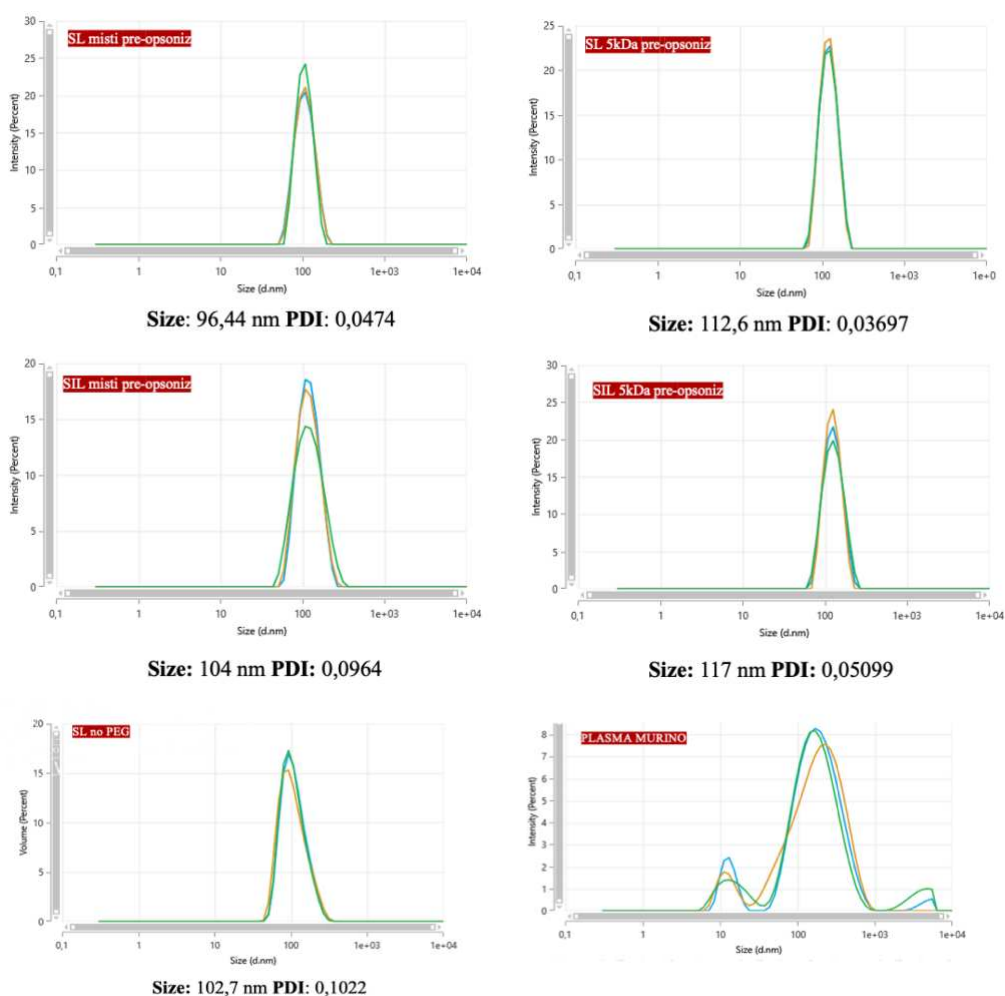 SL misti pre-opsoniz
30
25
20
15
10
5
0
Intensity (Percent)
0,1 1 10 100 1e+03 1e+04
Size (d.nm)
Size: 96,44 nm PDI: 0,0474
SL 5kDa pre-opsoniz
25
20
15
10
5
0
Intensity (Percent)
0,1 1 10 100 1e+03 1e+0
Size (d.nm)
Size: 112,6 nm PDI: 0,03697
SIL misti pre-opsoniz
20
15
10
5
0
Intensity (Percent)
0,1 1 10 100 1e+03 1e+04
Size (d.nm)
Size: 104 nm PDI: 0,0964
SIL 5kDa pre-opsoniz
30
25
20
15
10
5
0
Intensity (Percent)
0,1 1 10 100 1e+03 1e+04
Size (d.nm)
Size: 117 nm PDI: 0,05099
SL no PEG
20
15
10
5
0
Volume (Percent)
0,1 1 10 100 1e+03 1e+04
Size (d.nm)
Size: 102,7 nm PDI: 0,1022
PLASMA MURINO
8
7
6
5
4
3
2
1
0
Intensity (Percent)
0,1 1 10 100 1e+03 1e+04
Size (d.nm)